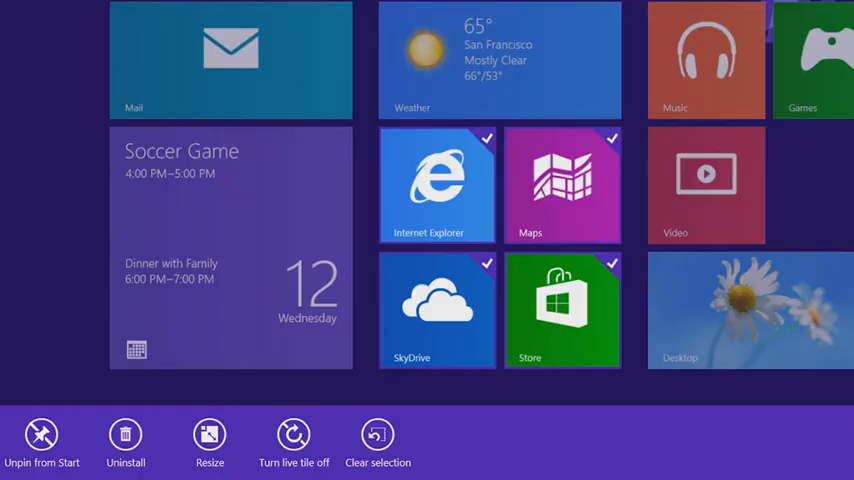 Mail
65°
San Francisco
Mostly Clear
66°/53°
Weather
Music
Games
Soccer Game
4:00 PM–5:00 PM
Dinner with Family
6:00 PM–7:00 PM
12
Wednesday
Internet Explorer
Maps
Video
SkyDrive
Store
Desktop
Unpin from Start
Uninstall
Resize
Turn live tile off
Clear selection